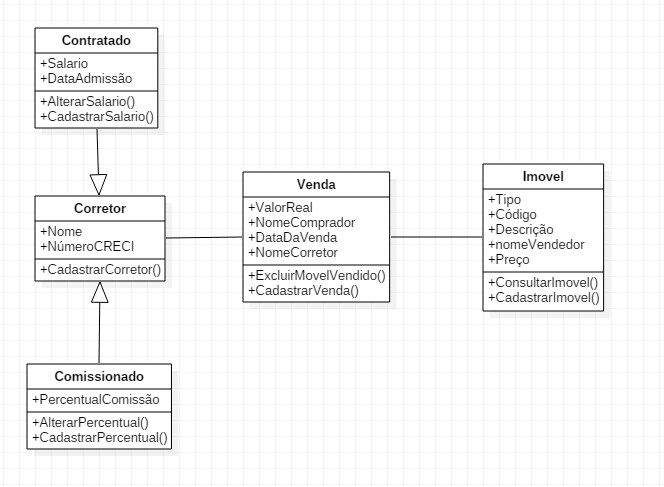 Contratado
+Salario
+DataAdmissão
+AlterarSalario()
+CadastrarSalario()
Corretor
+Nome
+NúmeroCRECI
+CadastrarCorretor()
Comissionado
+PercentualComissão
+AlterarPercentual()
+CadastrarPercentual()
Venda
+ValorReal
+NomeComprador
+DataDaVenda
+NomeCorretor
+ExcluirMovelVendido()
+CadastrarVenda()
Imovel
+Tipo
+Código
+Descrição
+nomeVendedor
+Preço
+ConsultarImovel()
+CadastrarImovel()